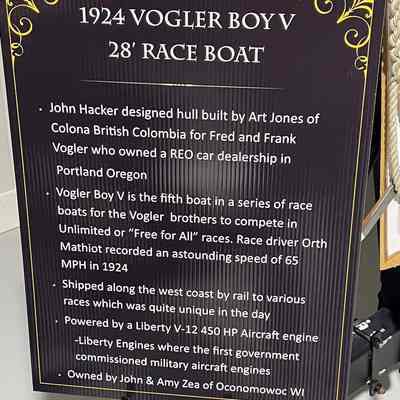 1924 VOGLER BOY V
28' RACE BOAT
• John Hacker designed hull built by Art Jones of
Colona British Colombia for Fred and Frank
Vogler who owned a REO car dealership in
Portland Oregon
• Vogler Boy V is the fifth boat in a series of race
boats for the Vogler brothers to compete in
Unlimited or "Free for All" races. Race driver Orth
Mathiot recorded an astounding speed of 65
MPH in 1924
• Shipped along the west coast by rail to various
races which was quite unique in the day
• Powered by a Liberty V-12 450 HP Aircraft engine
-Liberty Engines where the first government
commissioned military aircraft engines
• Owned by John & Amy Zea of Oconomowoc WI